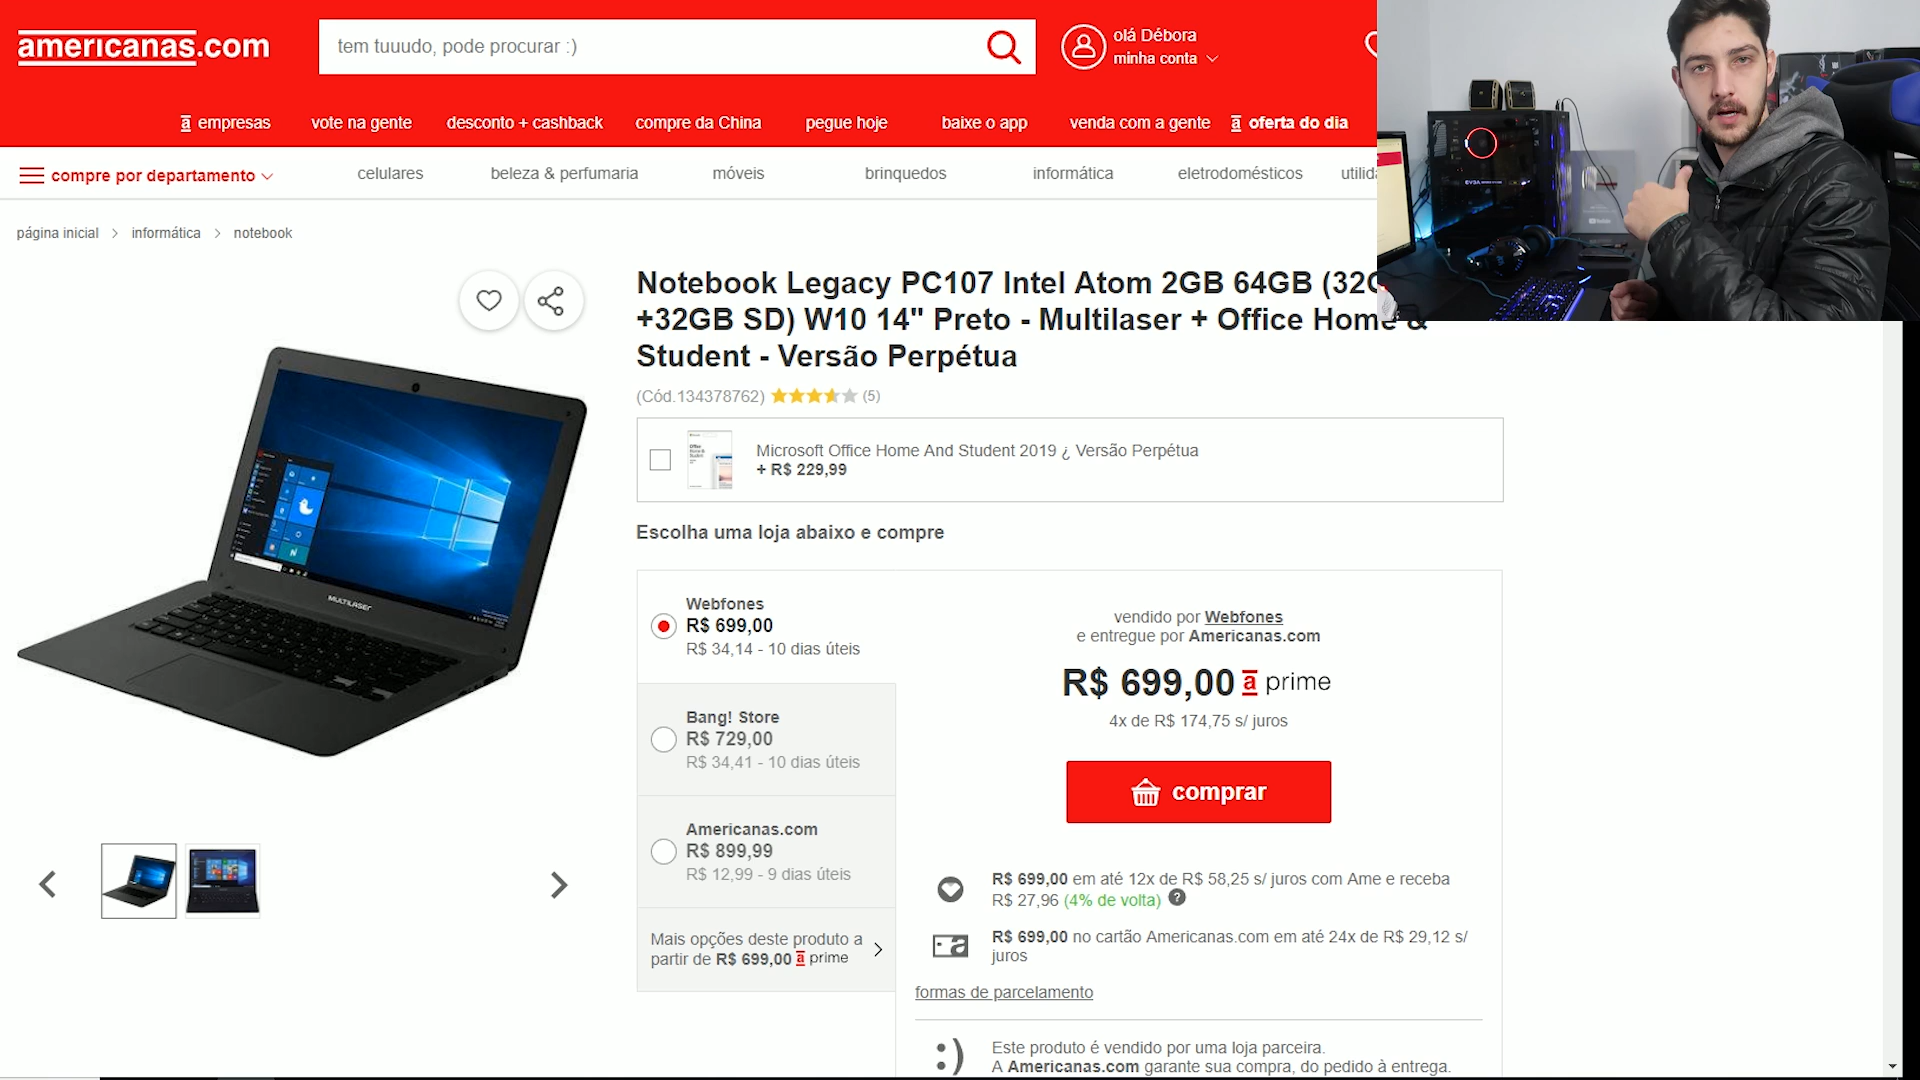 americanas.com
tem tuuudo, pode procurar :)
olá Débora
minha conta
a empresas
vote na gente
desconto + cashback
compre da China
pegue hoje
baixe o app
venda com a gente
a oferta do dia
compre por departamento
celulares
beleza & perfumaria
móveis
brinquedos
informática
eletrodomésticos
página inicial > informática > notebook
Notebook Legacy PC107 Intel Atom 2GB 64GB
+32GB SD) W10 14" Preto - Multilaser + Office Home &
Student - Versão Perpétua
(Cód.134378762) (5)
Microsoft Office Home And Student 2019 ¿ Versão Perpétua
+ R$ 229,99
Escolha uma loja abaixo e compre
Webfones
R$ 699,00
R$ 34,14 - 10 dias úteis
Bang! Store
R$ 729,00
R$ 34,41 - 10 dias úteis
Americanas.com
R$ 899,99
R$ 12,99 - 9 dias úteis
Mais opções deste produto a
partir de R$ 699,00 a prime
vendido por Webfones
e entregue por Americanas.com
R$ 699,00 a prime
4x de R$ 174,75 s/ juros
comprar
R$ 699,00 em até 12x de R$ 58,25 s/ juros com Ame e receba
R$ 27,96 (4% de volta) ?
R$ 699,00 no cartão Americanas.com em até 24x de R$ 29,12 s/
juros
formas de parcelamento
:) Este produto é vendido por uma loja parceira.
A Americanas.com garante sua compra, do pedido à entrega.
MULTILASER
EVGA